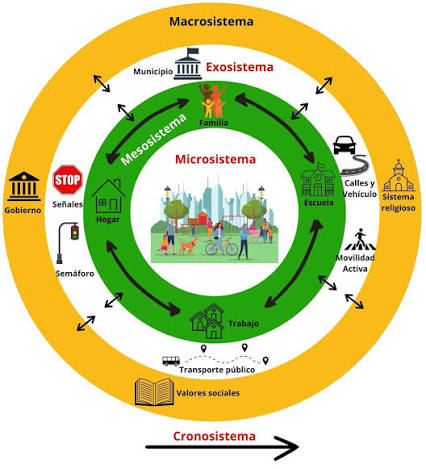 Macrosistema
Municipio
Exosistema
Familia
Mesosistema
Microsistema
STOP
Señales
Gobierno
Hogar
Escuela
Calles y
Vehículo
Sistema
religioso
Semáforo
Movilidad
Activa
Trabajo
Transporte público
Valores sociales
Cronosistema